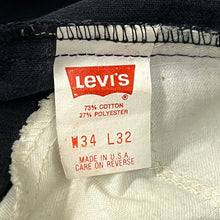 Levi's
73% COTTON
27% POLYESTER
W34 L32
MADE IN U.S.A.
CARE ON REVERSE